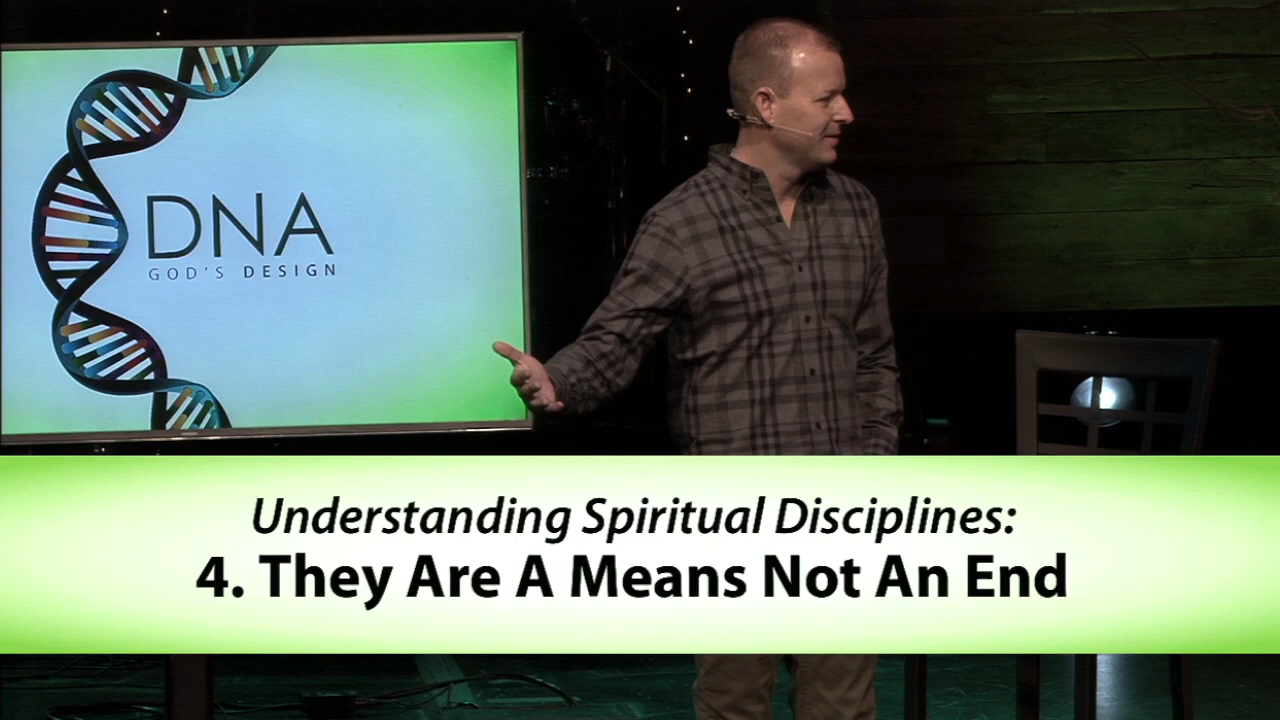 DNA
GOD'S DESIGN
Understanding Spiritual Disciplines:
4. They Are A Means Not An End